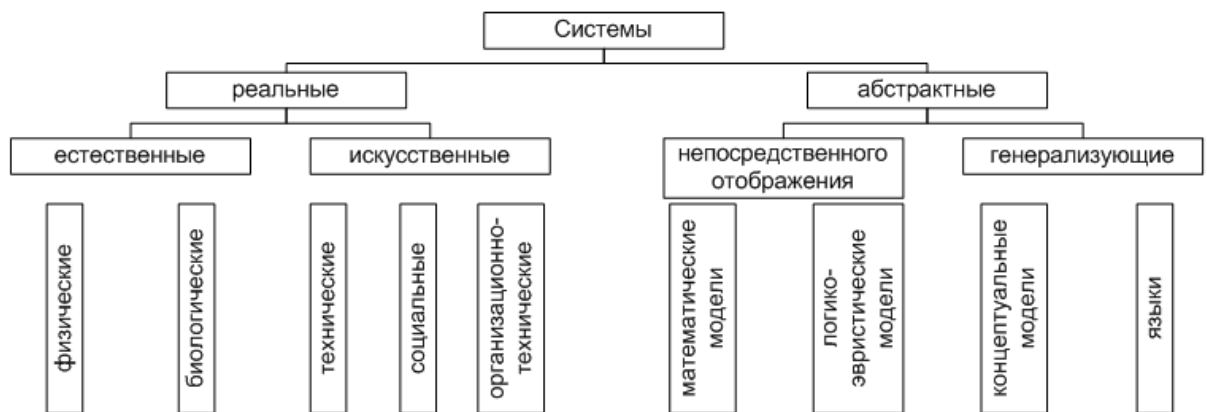 Системы
реальные
абстрактные
естественные
искусственные
непосредственного
отображения
генерализующие
физические
биологические
технические
социальные
организационно-
технические
математические
модели
логико-
эвристические
модели
концептуальные
модели
языки